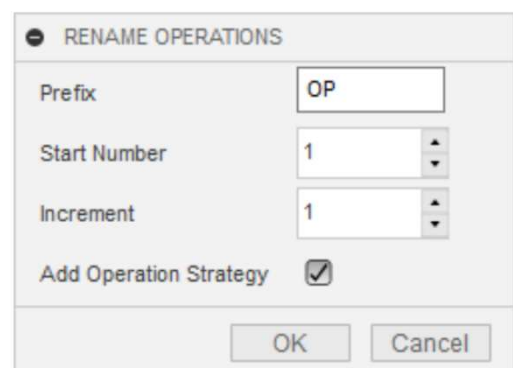 RENAME OPERATIONS
Prefix OP
Start Number 1
Increment 1
Add Operation Strategy
OK Cancel